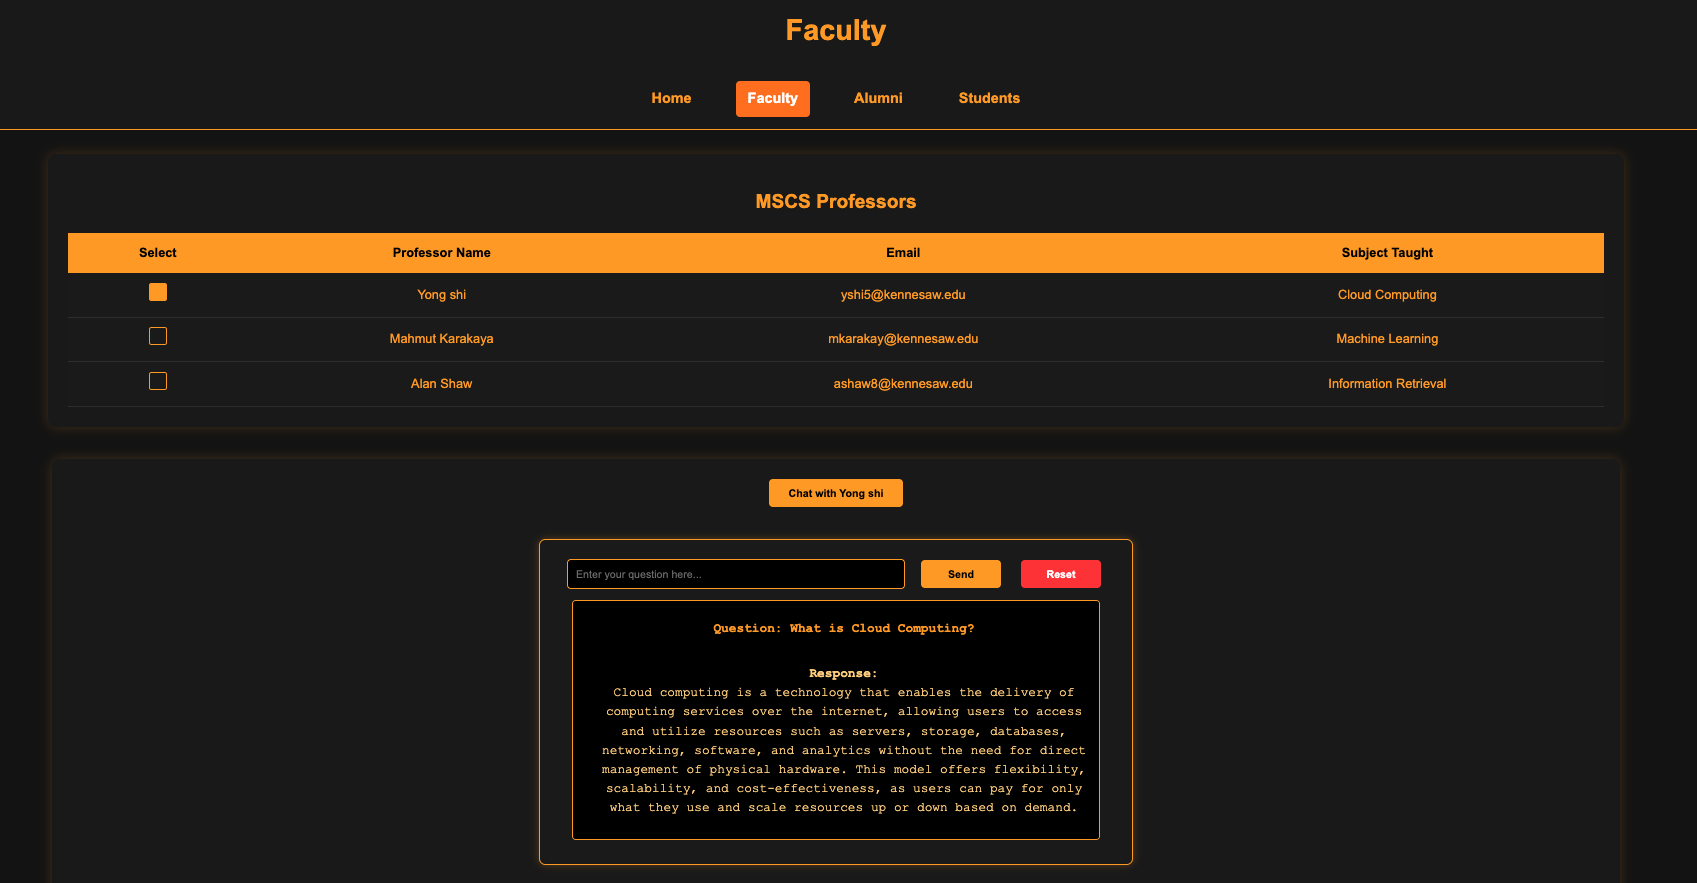 Faculty
Home Faculty Alumni Students
MSCS Professors
Select Professor Name Email Subject Taught
Yong shi yshi5@kennesaw.edu Cloud Computing
Mahmut Karakaya mkarakay@kennesaw.edu Machine Learning
Alan Shaw ashaw8@kennesaw.edu Information Retrieval
Chat with Yong shi
Enter your question here... Send Reset
Question: What is Cloud Computing?
Response:
Cloud computing is a technology that enables the delivery of
computing services over the internet, allowing users to access
and utilize resources such as servers, storage, databases,
networking, software, and analytics without the need for direct
management of physical hardware. This model offers flexibility,
scalability, and cost-effectiveness, as users can pay for only
what they use and scale resources up or down based on demand.